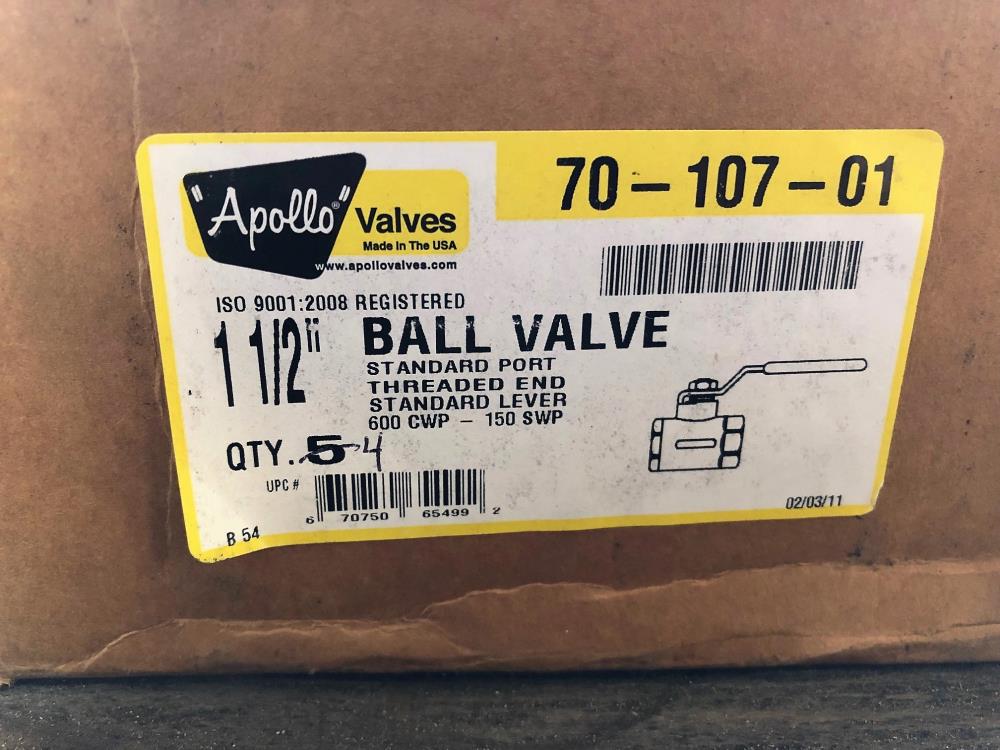 "Apollo"® Valves
Made In The USA
www.apollovalves.com
70-107-01
ISO 9001:2008 REGISTERED
1 1/2" BALL VALVE
STANDARD PORT
THREADED END
STANDARD LEVER
600 CWP - 150 SWP
QTY. 5 4
UPC #
6 70750 65499 2
B 54
02/03/11